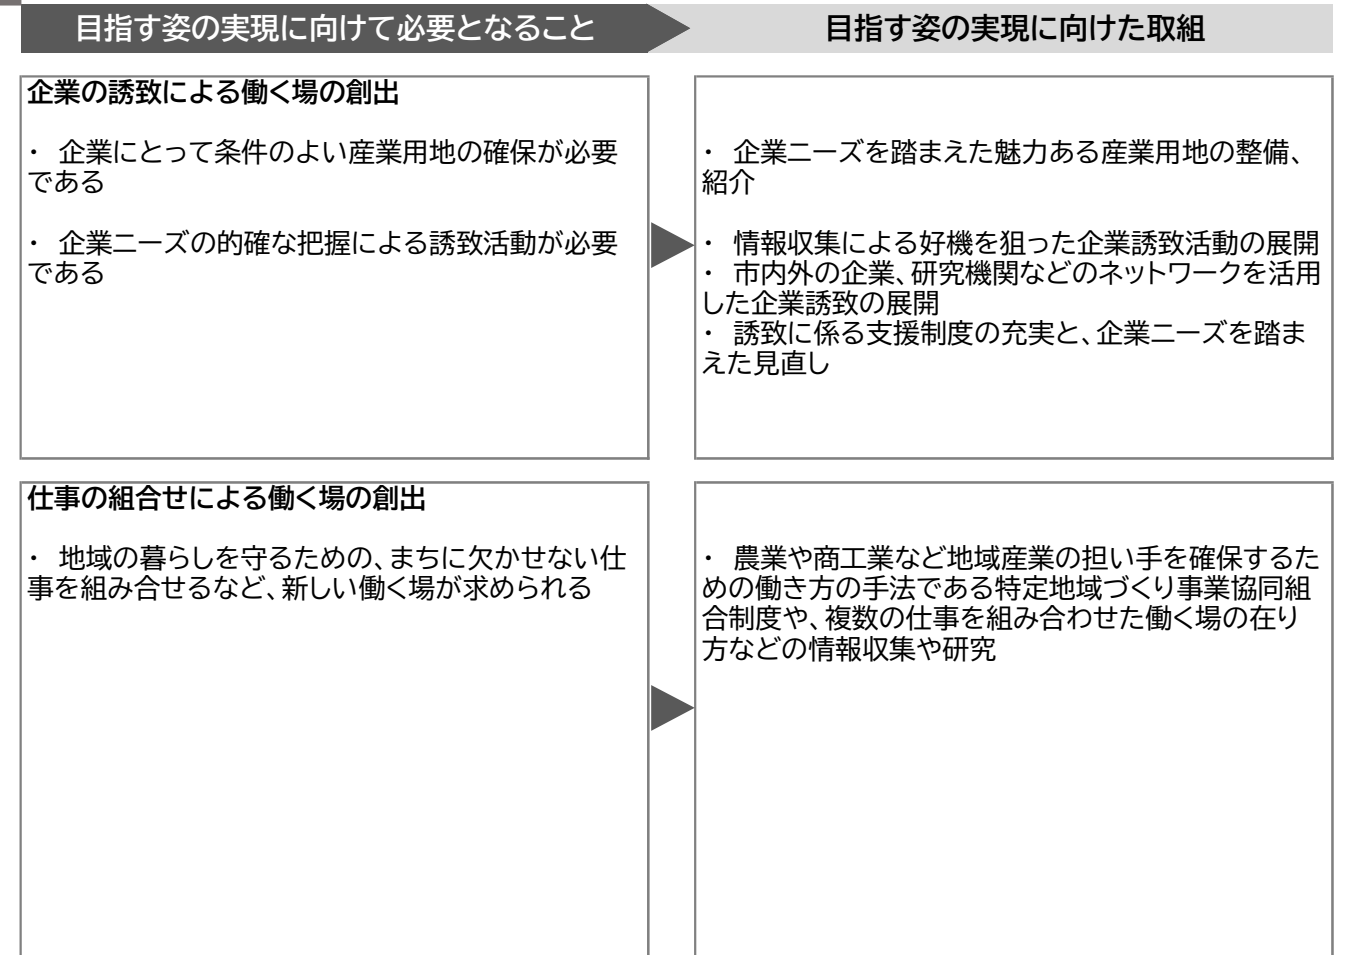 目指す姿の実現に向けて必要となること
目指す姿の実現に向けた取組
企業の誘致による働く場の創出
・ 企業にとって条件のよい産業用地の確保が必要
である
・ 企業ニーズの的確な把握による誘致活動が必要
である
・ 企業ニーズを踏まえた魅力ある産業用地の整備、
紹介
・ 情報収集による好機を狙った企業誘致活動の展開
・ 市内外の企業、研究機関などのネットワークを活用
した企業誘致の展開
・ 誘致に係る支援制度の充実と、企業ニーズを踏ま
えた見直し
仕事の組合せによる働く場の創出
・ 地域の暮らしを守るための、まちに欠かせない仕
事を組み合せるなど、新しい働く場が求められる
・ 農業や商工業など地域産業の担い手を確保するた
めの働き方の手法である特定地域づくり事業協同組
合制度や、複数の仕事を組み合わせた働く場の在り
方などの情報収集や研究